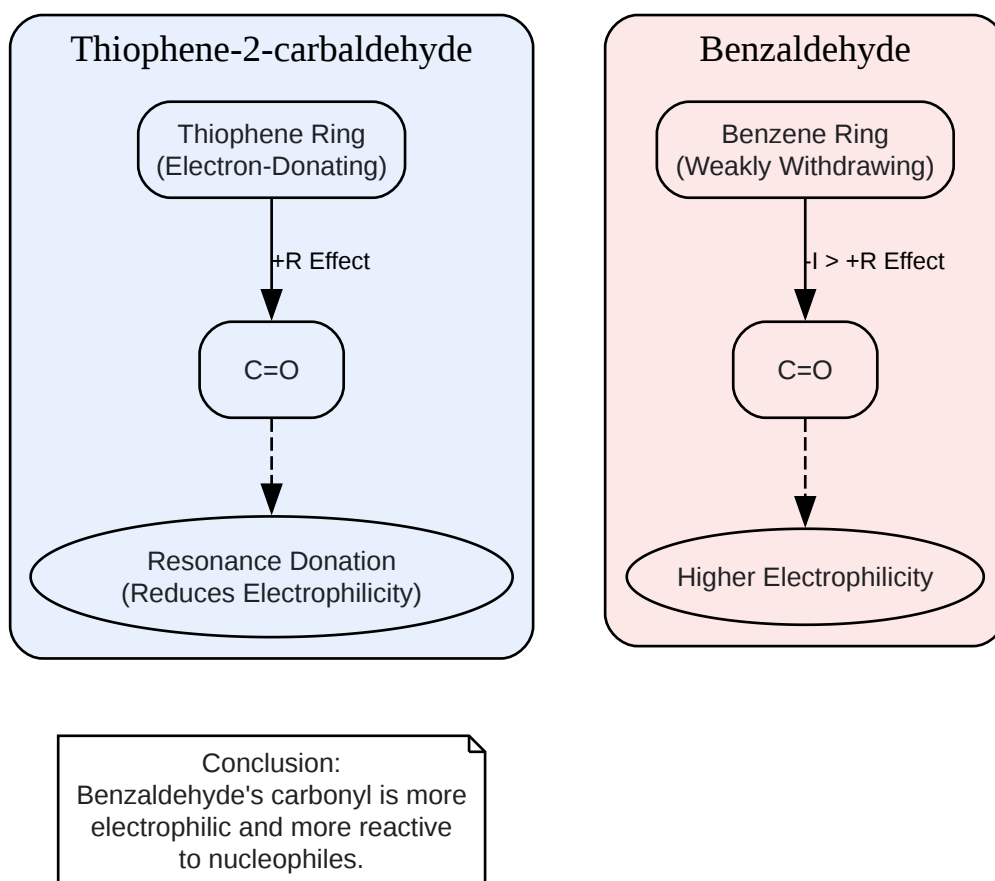 Thiophene-2-carbaldehyde
Thiophene Ring
(Electron-Donating)
+R Effect
C=O
Resonance Donation
(Reduces Electrophilicity)
Benzaldehyde
Benzene Ring
(Weakly Withdrawing)
-I > +R Effect
C=O
Higher Electrophilicity
Conclusion:
Benzaldehyde's carbonyl is more
electrophilic and more reactive
to nucleophiles.